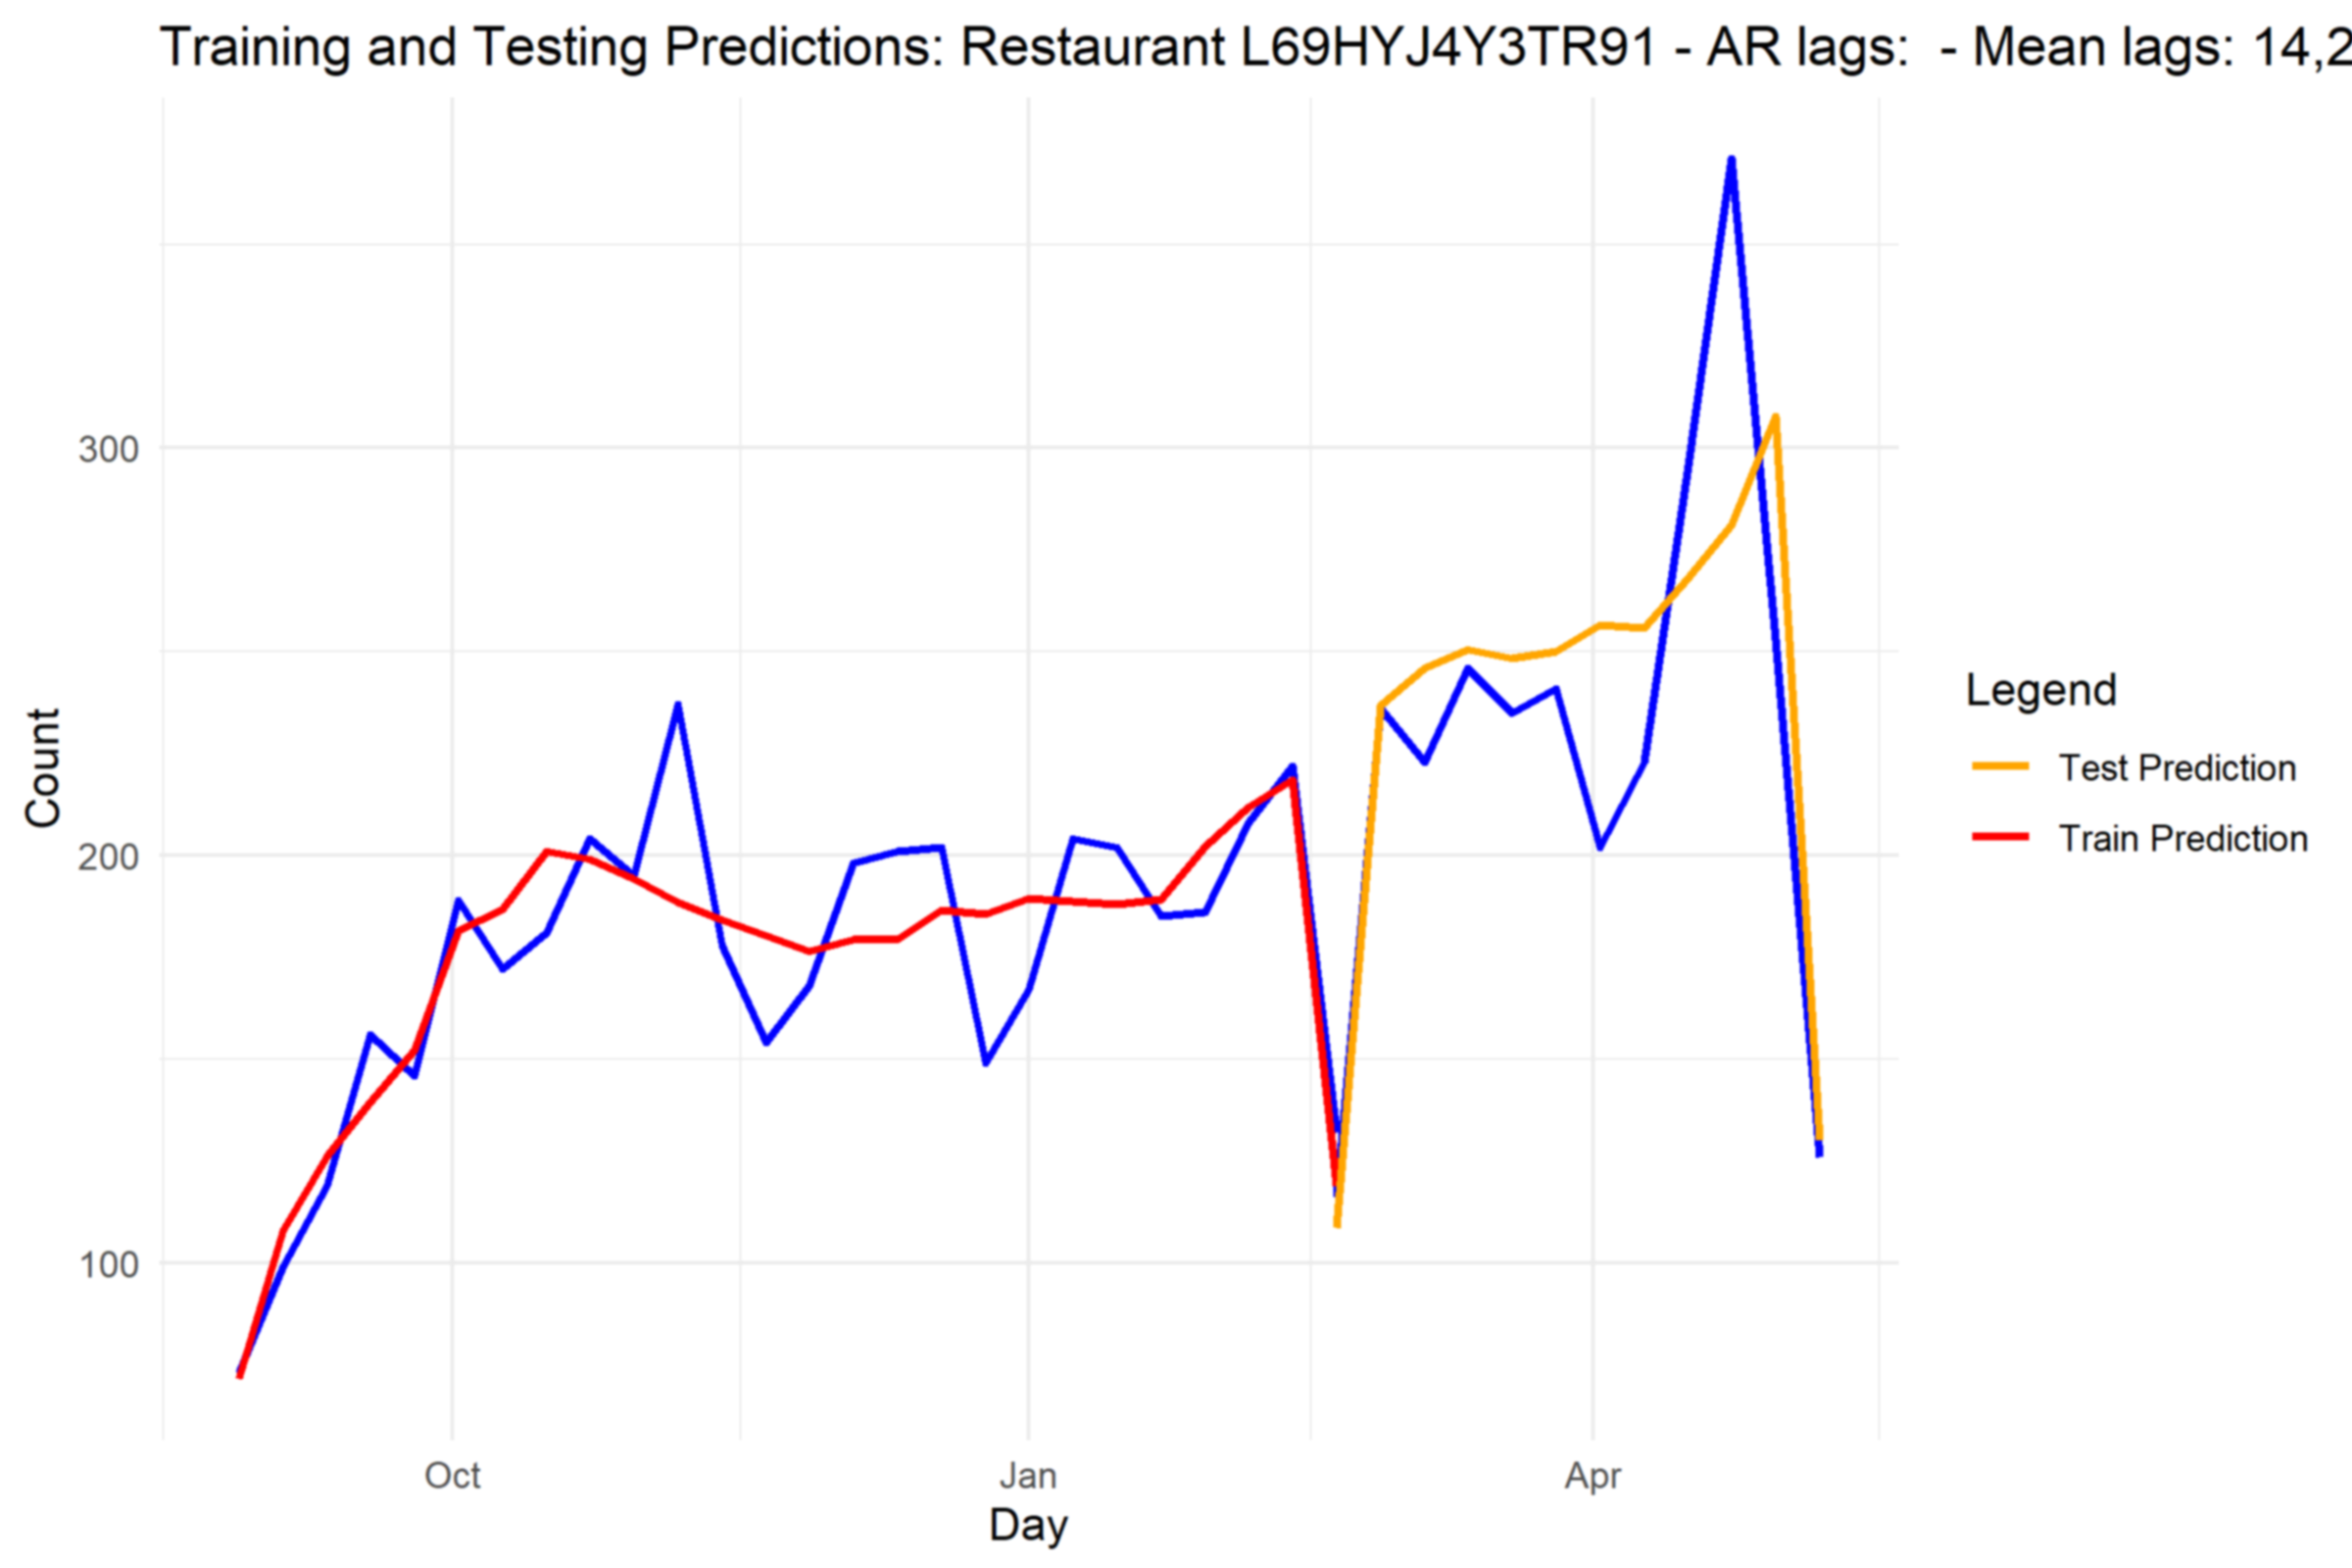 Training and Testing Predictions: Restaurant L69HYJ4Y3TR91 - AR lags:  - Mean lags: 14,2
300
200
100
Count
Oct
Jan
Apr
Day
Legend
Test Prediction
Train Prediction